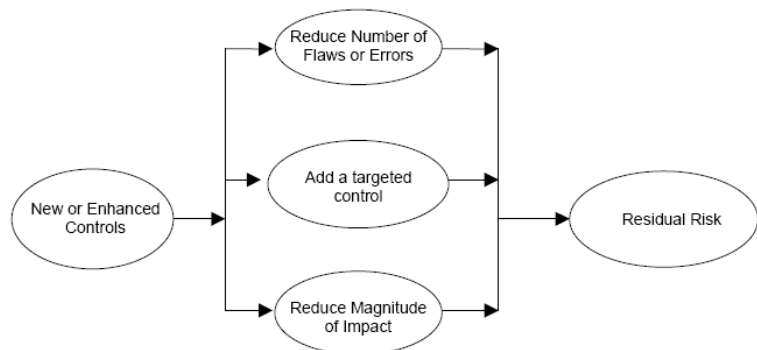 Reduce Number of
Flaws or Errors
Add a targeted
control
New or Enhanced
Controls
Residual Risk
Reduce Magnitude
of Impact